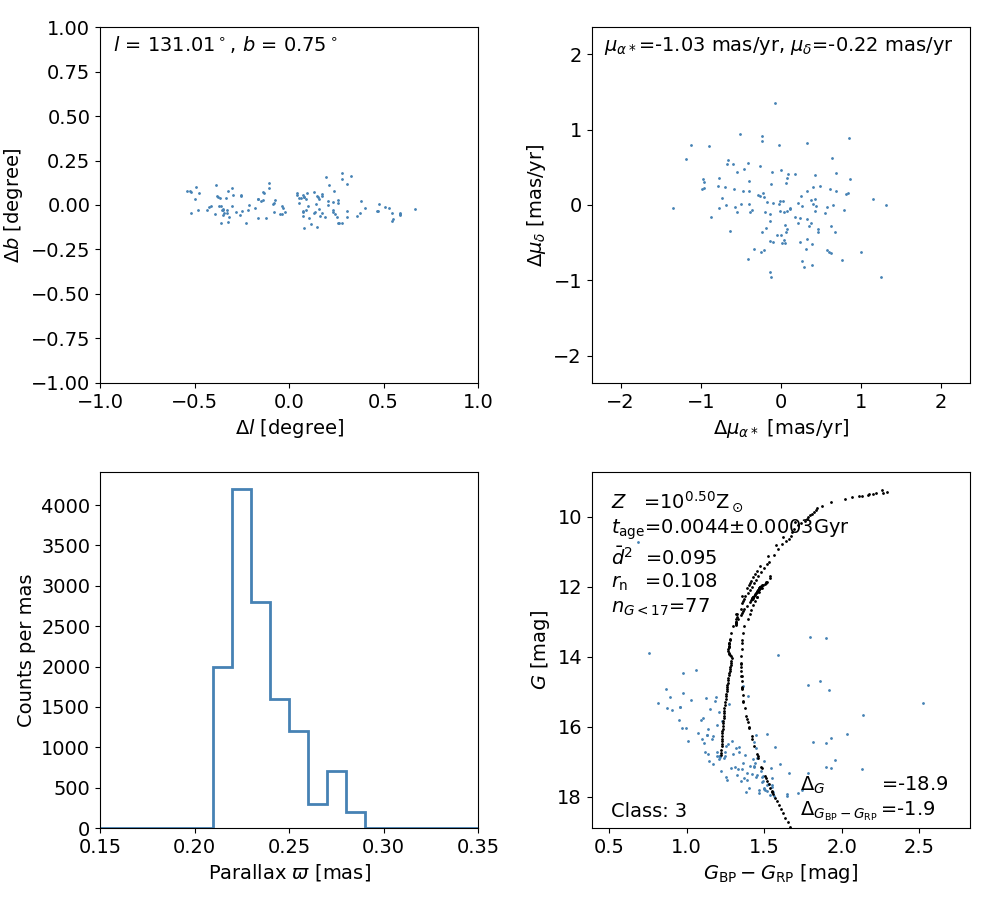 l = 131.01°, b = 0.75°
1.00
0.75
0.50
0.25
0.00
−0.25
−0.50
−0.75
−1.00
Δb [degree]
−1.0 −0.5 0.0 0.5 1.0
Δl [degree]
μα*=-1.03 mas/yr, μδ=-0.22 mas/yr
2
1
0
−1
−2
Δμδ [mas/yr]
−2 −1 0 1 2
Δμα* [mas/yr]
4000
3500
3000
2500
2000
1500
1000
500
0
Counts per mas
0.15 0.20 0.25 0.30 0.35
Parallax ϖ [mas]
Z =10^0.50 Z⊙
t_age=0.0044±0.0003Gyr
d̄² =0.095
r_n =0.108
n_G<17=77
10
12
14
16
18
G [mag]
Δ_G =-18.9
Δ_GBP−GRP =-1.9
Class: 3
0.5 1.0 1.5 2.0 2.5
G_BP − G_RP [mag]